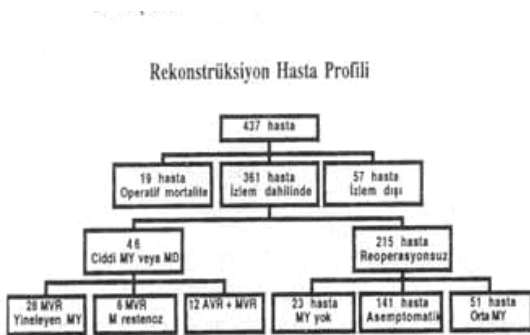 Rekonstrüksiyon Hasta Profili
437 hasta
19 hasta
Operatif mortalite
361 hasta
İzlem dahilinde
57 hasta
İzlem dışı
46
Ciddi MY veya MD
215 hasta
Reoperasyonsuz
28 MVR
Yineleyen MY
6 MVR
M restenoz
12 AVR + MVR
23 hasta
MY yok
141 hasta
Asemptomatik
51 hasta
Orta MY